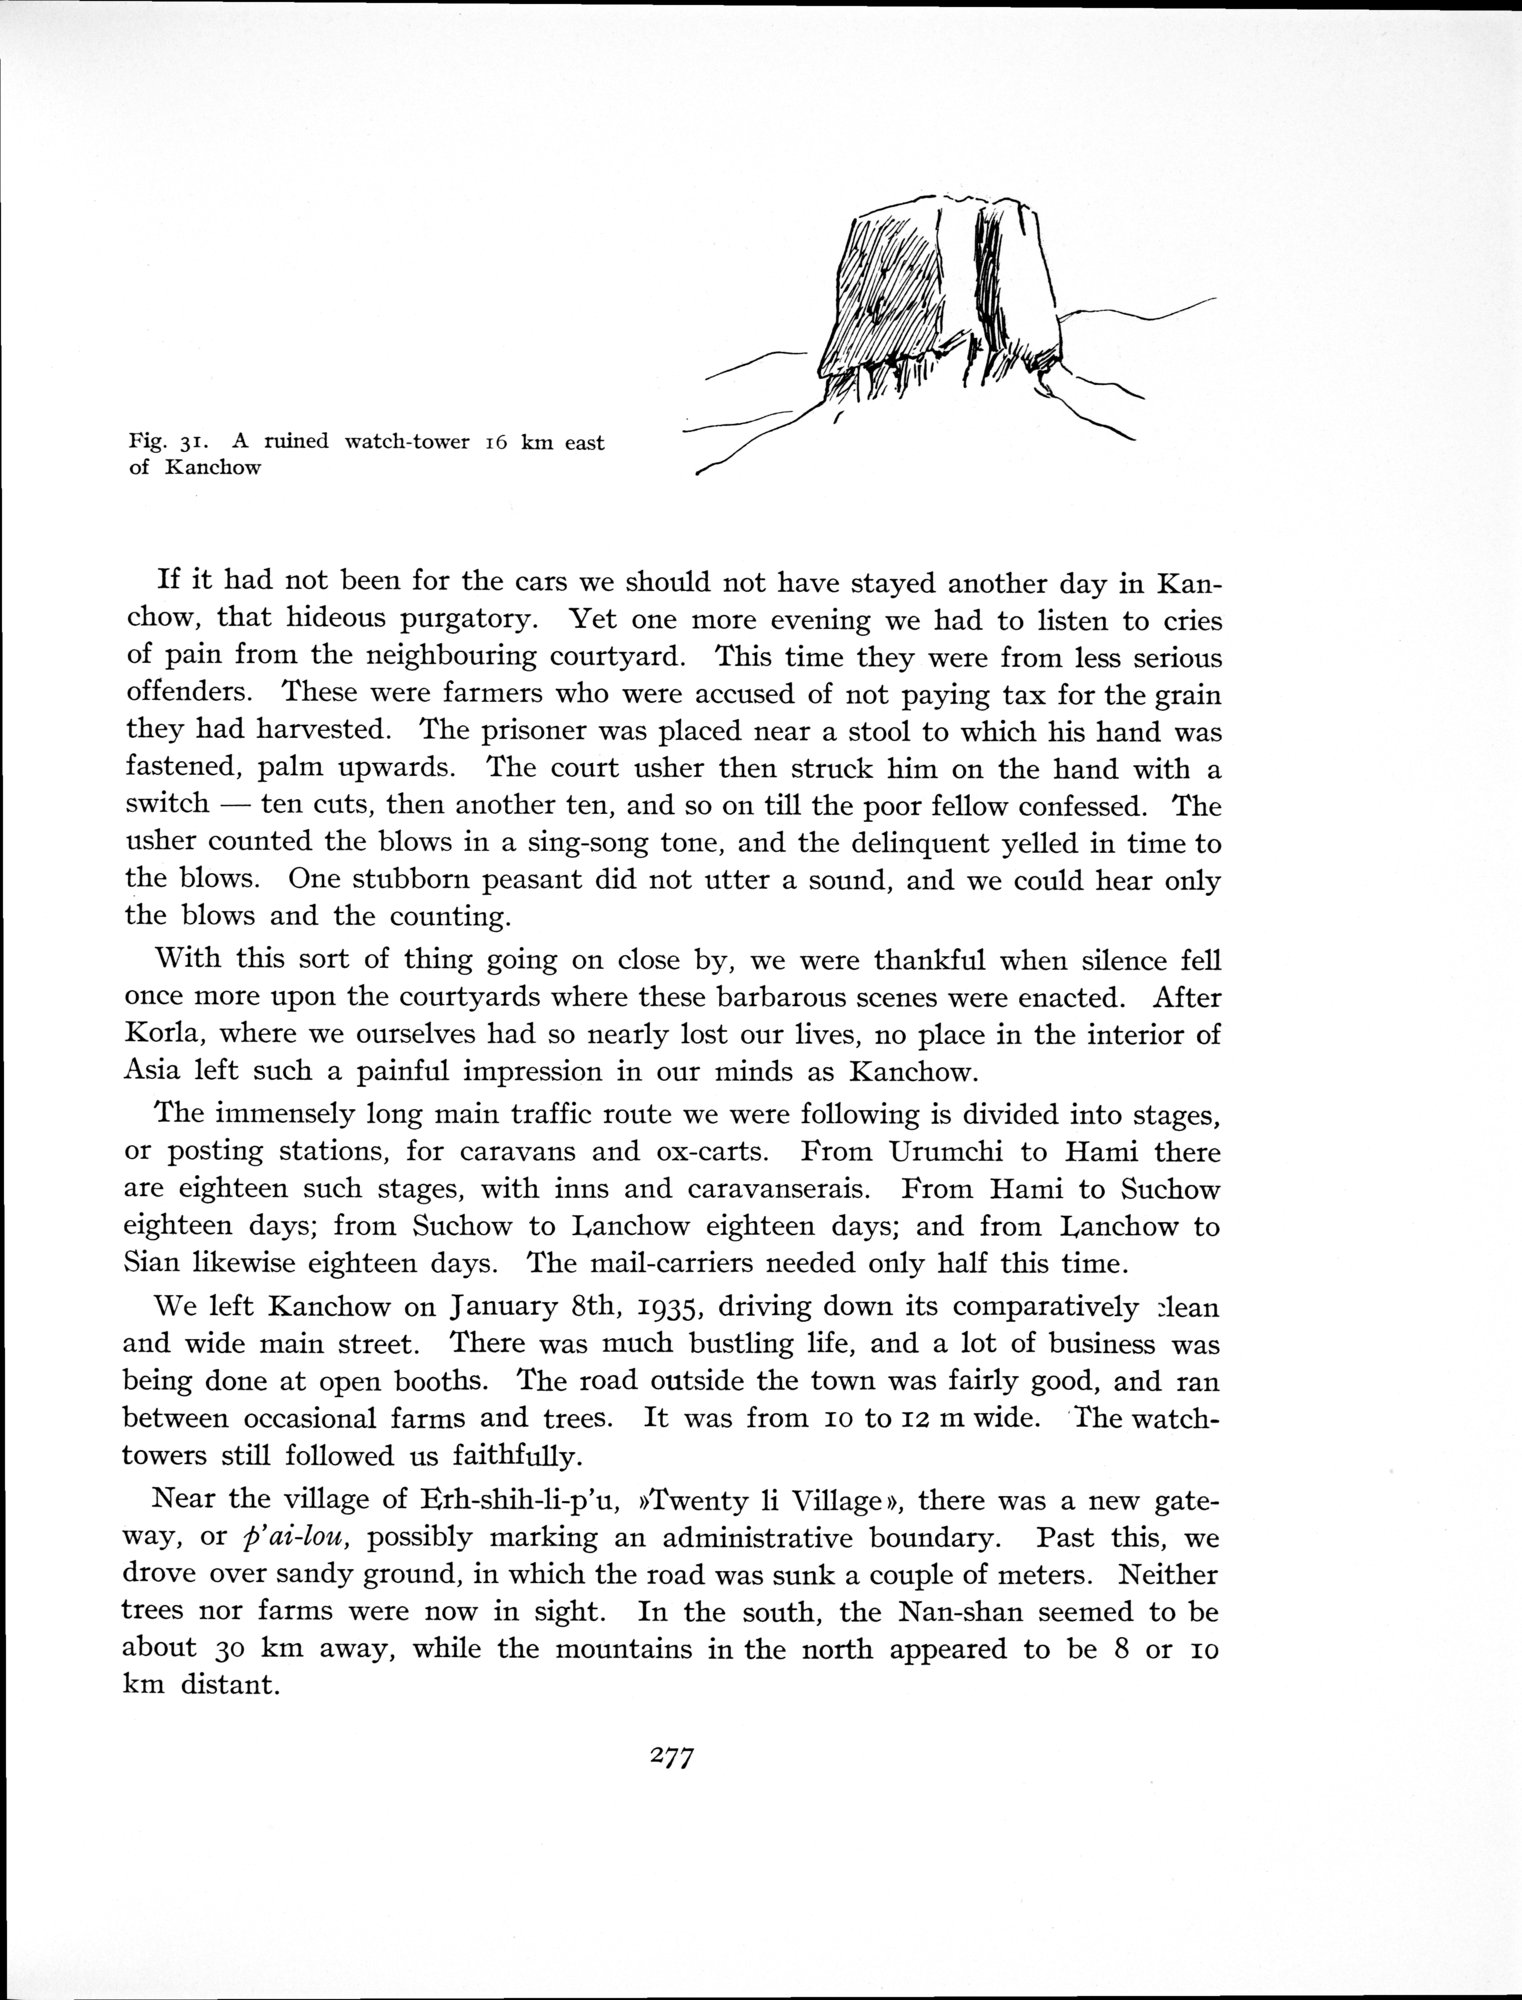 Fig. 31. A ruined watch-tower 16 km east
of Kanchow
If it had not been for the cars we should not have stayed another day in Kan-
chow, that hideous purgatory. Yet one more evening we had to listen to cries
of pain from the neighbouring courtyard. This time they were from less serious
offenders. These were farmers who were accused of not paying tax for the grain
they had harvested. The prisoner was placed near a stool to which his hand was
fastened, palm upwards. The court usher then struck him on the hand with a
switch — ten cuts, then another ten, and so on till the poor fellow confessed. The
usher counted the blows in a sing-song tone, and the delinquent yelled in time to
the blows. One stubborn peasant did not utter a sound, and we could hear only
the blows and the counting.
With this sort of thing going on close by, we were thankful when silence fell
once more upon the courtyards where these barbarous scenes were enacted. After
Korla, where we ourselves had so nearly lost our lives, no place in the interior of
Asia left such a painful impression in our minds as Kanchow.
The immensely long main traffic route we were following is divided into stages,
or posting stations, for caravans and ox-carts. From Urumchi to Hami there
are eighteen such stages, with inns and caravanserais. From Hami to Suchow
eighteen days; from Suchow to Lanchow eighteen days; and from Lanchow to
Sian likewise eighteen days. The mail-carriers needed only half this time.
We left Kanchow on January 8th, 1935, driving down its comparatively clean
and wide main street. There was much bustling life, and a lot of business was
being done at open booths. The road outside the town was fairly good, and ran
between occasional farms and trees. It was from 10 to 12 m wide. The watch-
towers still followed us faithfully.
Near the village of Erh-shih-li-p'u, »Twenty li Village», there was a new gate-
way, or p'ai-lou, possibly marking an administrative boundary. Past this, we
drove over sandy ground, in which the road was sunk a couple of meters. Neither
trees nor farms were now in sight. In the south, the Nan-shan seemed to be
about 30 km away, while the mountains in the north appeared to be 8 or 10
km distant.
277